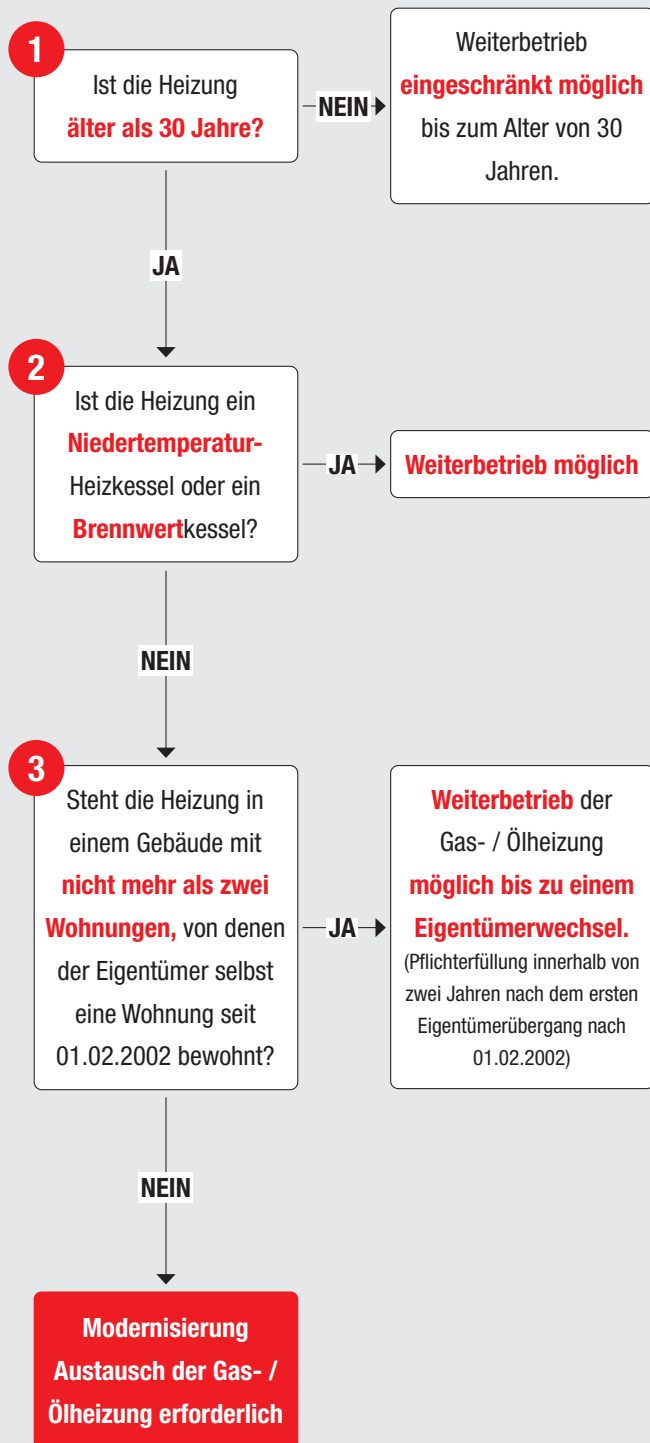 1
Ist die Heizung
älter als 30 Jahre?
NEIN
Weiterbetrieb
eingeschränkt möglich
bis zum Alter von 30
Jahren.
JA
2
Ist die Heizung ein
Niedertemperatur-
Heizkessel oder ein
Brennwertkessel?
JA
Weiterbetrieb möglich
NEIN
3
Steht die Heizung in
einem Gebäude mit
nicht mehr als zwei
Wohnungen, von denen
der Eigentümer selbst
eine Wohnung seit
01.02.2002 bewohnt?
JA
Weiterbetrieb der
Gas- / Ölheizung
möglich bis zu einem
Eigentümerwechsel.
(Pflichterfüllung innerhalb von
zwei Jahren nach dem ersten
Eigentümerübergang nach
01.02.2002)
NEIN
Modernisierung
Austausch der Gas- /
Ölheizung erforderlich